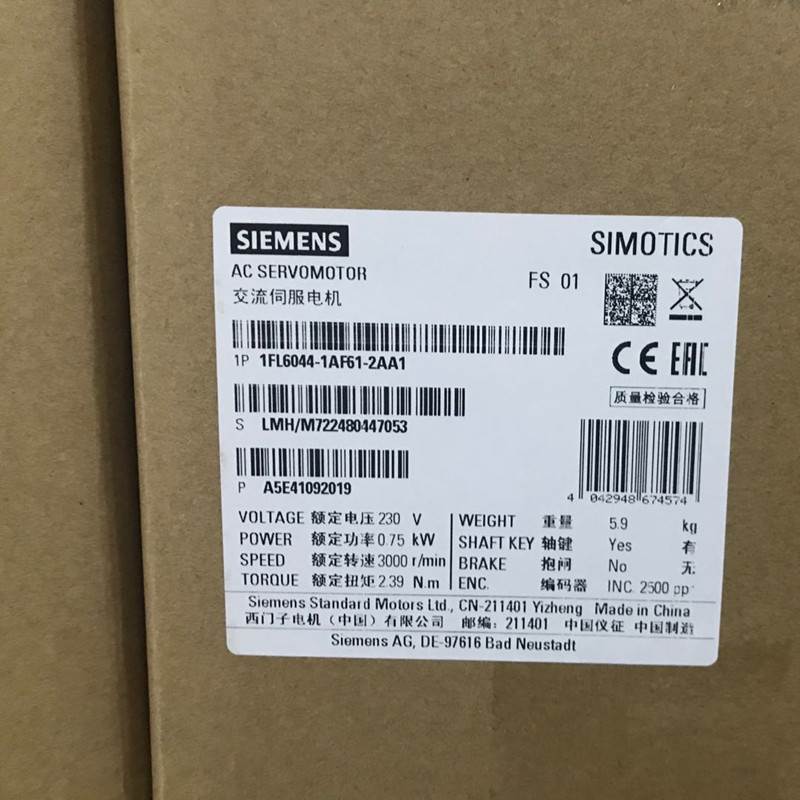 SIEMENS
SIMOTICS
AC SERVOMOTOR
FS 01
交流伺服电机
1P 1FL6044-1AF61-2AA1
CE EAC
质量检验合格
S LMH/M722480447053
P A5E41092019
4 042948 674574
VOLTAGE 额定电压 230 V
POWER 额定功率 0.75 kW
SPEED 额定转速 3000 r/min
TORQUE 额定扭矩 2.39 N.m
WEIGHT 重量 5.9 kg
SHAFT KEY 轴键 Yes 有
BRAKE 抱闸 No 无
ENC. 编码器 INC. 2500 pp
Siemens Standard Motors Ltd., CN-211401 Yizheng Made in China
西门子电机（中国）有限公司 邮编: 211401 中国仪征 中国制造
Siemens AG, DE-97616 Bad Neustadt